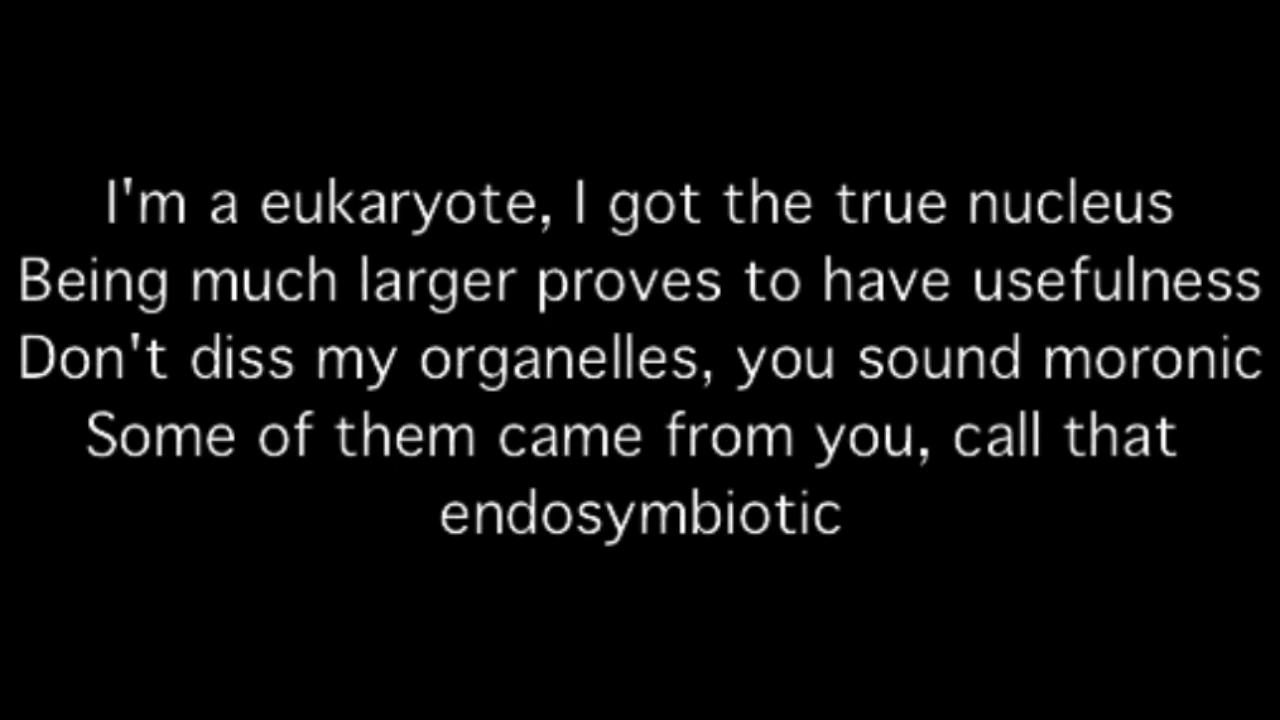 I'm a eukaryote, I got the true nucleus
Being much larger proves to have usefulness
Don't diss my organelles, you sound moronic
Some of them came from you, call that
endosymbiotic